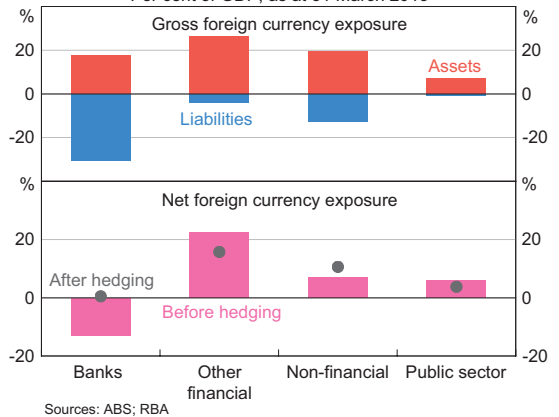 Gross foreign currency exposure
% %
20 20
Assets
0 0
Liabilities
-20 -20
% %
Net foreign currency exposure
20 20
After hedging
0 0
Before hedging
-20 -20
Banks Other financial Non-financial Public sector
Sources: ABS; RBA